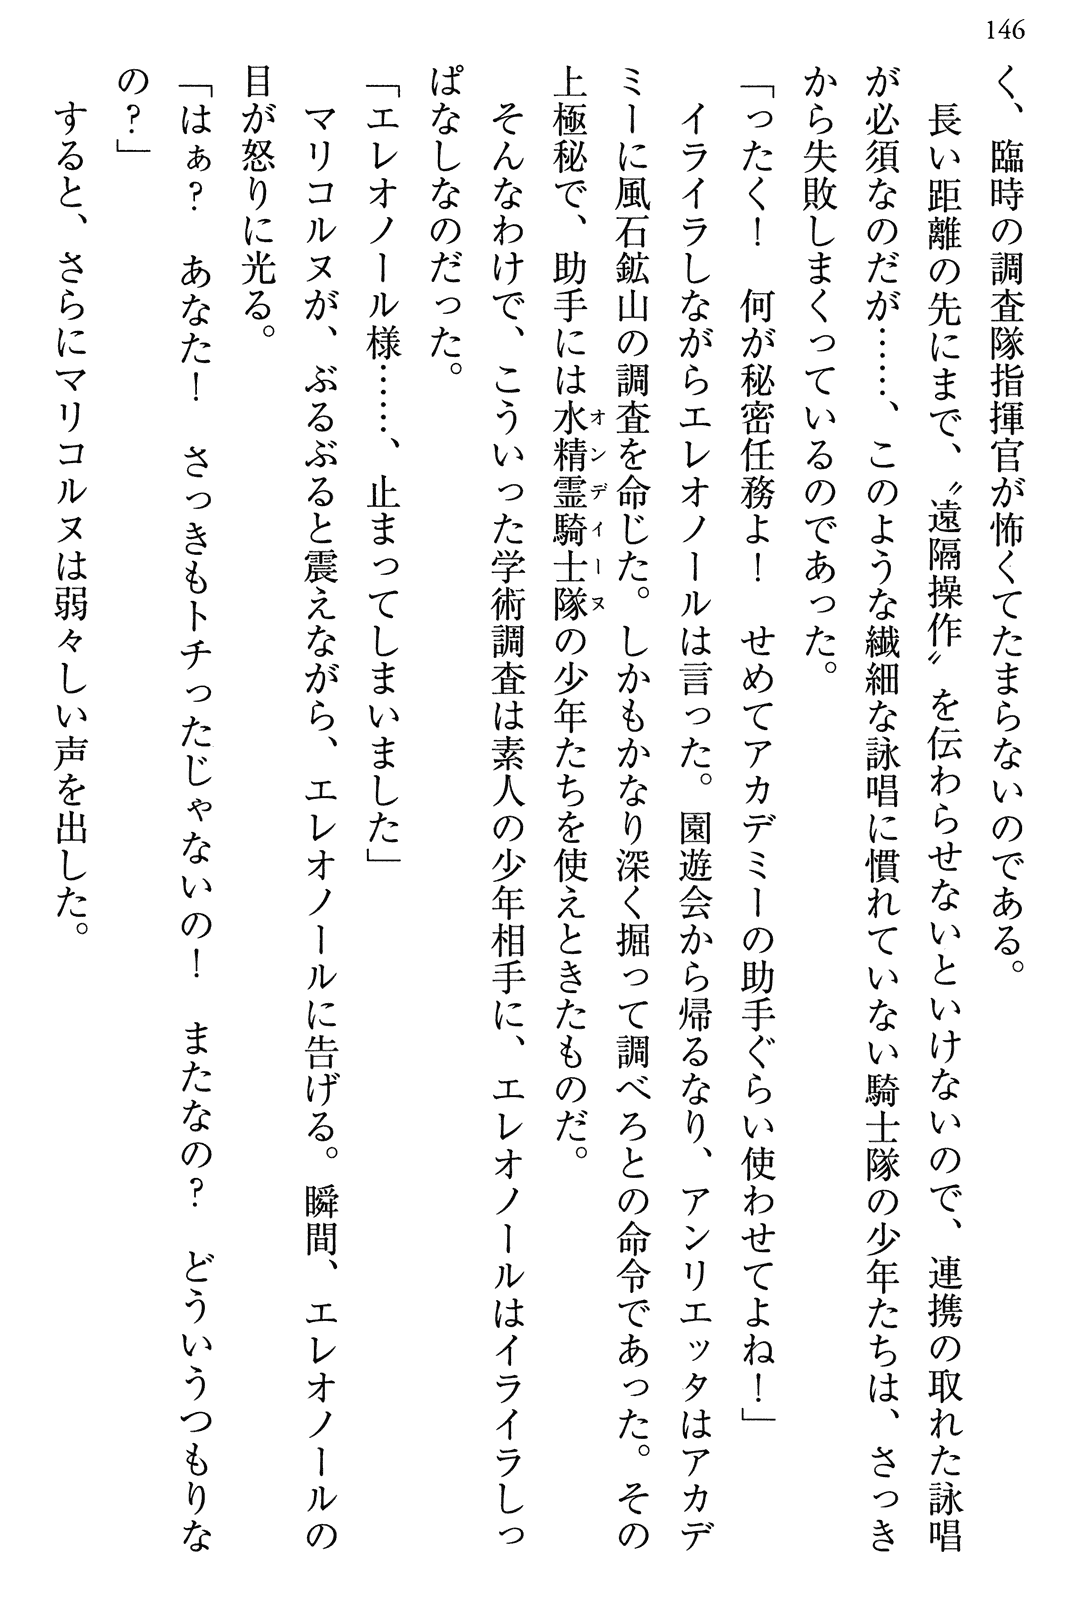 146
く、臨時の調査隊指揮官が怖くてたまらないのである。
　長い距離の先にまで、〝遠隔操作〟を伝わらせないといけないので、連携の取れた詠唱
が必須なのだが……、このような繊細な詠唱に慣れていない騎士隊の少年たちは、さっき
から失敗しまくっているのであった。
「ったく！　何が秘密任務よ！　せめてアカデミーの助手ぐらい使わせてよね！」
　イライラしながらエレオノールは言った。園遊会から帰るなり、アンリエッタはアカデ
ミーに風石鉱山の調査を命じた。しかもかなり深く掘って調べろとの命令であった。その
上極秘で、助手には水精霊騎士隊の少年たちを使えときたものだ。
オンディーヌ
　そんなわけで、こういった学術調査は素人の少年相手に、エレオノールはイライラしっ
ぱなしなのだった。
「エレオノール様……、止まってしまいました」
　マリコルヌが、ぶるぶると震えながら、エレオノールに告げる。瞬間、エレオノールの
目が怒りに光る。
「はぁ？　あなた！　さっきもトチったじゃないの！　またなの？　どういうつもりな
の？」
　すると、さらにマリコルヌは弱々しい声を出した。